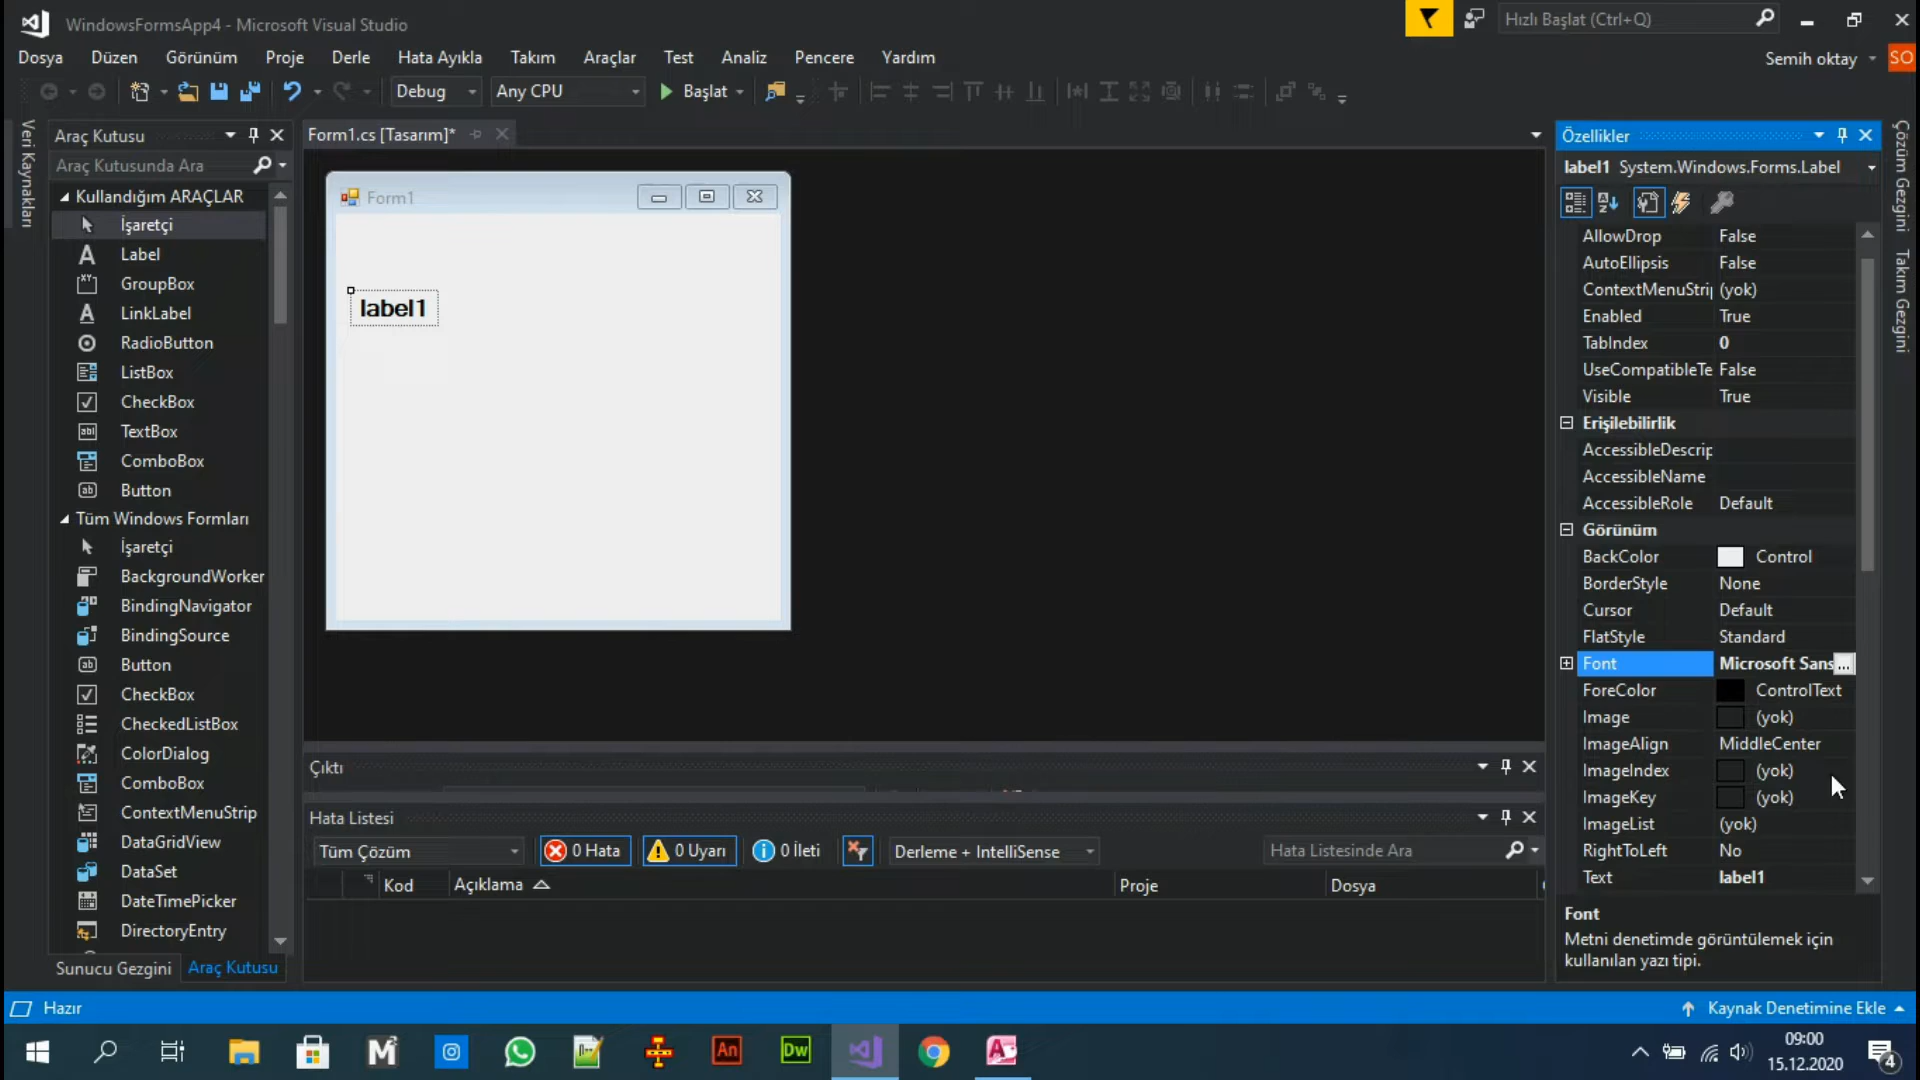 WindowsFormsApp4 - Microsoft Visual Studio
Hızlı Başlat (Ctrl+Q)
Dosya Düzen Görünüm Proje Derle Hata Ayıkla Takım Araçlar Test Analiz Pencere Yardım
Semih oktay SO
Debug Any CPU Başlat
Veri Kaynakları
Araç Kutusu
Araç Kutusunda Ara
Kullandığım ARAÇLAR
İşaretçi
Label
GroupBox
LinkLabel
RadioButton
ListBox
CheckBox
TextBox
ComboBox
Button
Tüm Windows Formları
İşaretçi
BackgroundWorker
BindingNavigator
BindingSource
Button
CheckBox
CheckedListBox
ColorDialog
ComboBox
ContextMenuStrip
DataGridView
DataSet
DateTimePicker
DirectoryEntry
Sunucu Gezgini Araç Kutusu
Form1.cs [Tasarım]*
Form1
label1
Çıktı
Hata Listesi
Tüm Çözüm 0 Hata 0 Uyarı 0 İleti Derleme + IntelliSense Hata Listesinde Ara
Kod Açıklama Proje Dosya
Özellikler
label1 System.Windows.Forms.Label
AllowDrop False
AutoEllipsis False
ContextMenuStrip (yok)
Enabled True
TabIndex 0
UseCompatibleTe False
Visible True
Erişilebilirlik
AccessibleDescrip
AccessibleName
AccessibleRole Default
Görünüm
BackColor Control
BorderStyle None
Cursor Default
FlatStyle Standard
Font Microsoft Sans ...
ForeColor ControlText
Image (yok)
ImageAlign MiddleCenter
ImageIndex (yok)
ImageKey (yok)
ImageList (yok)
RightToLeft No
Text label1
Font
Metni denetimde görüntülemek için
kullanılan yazı tipi.
Çözüm Gezgini
Takım Gezgini
Hazır
Kaynak Denetimine Ekle
An
Dw
09:00
15.12.2020
4